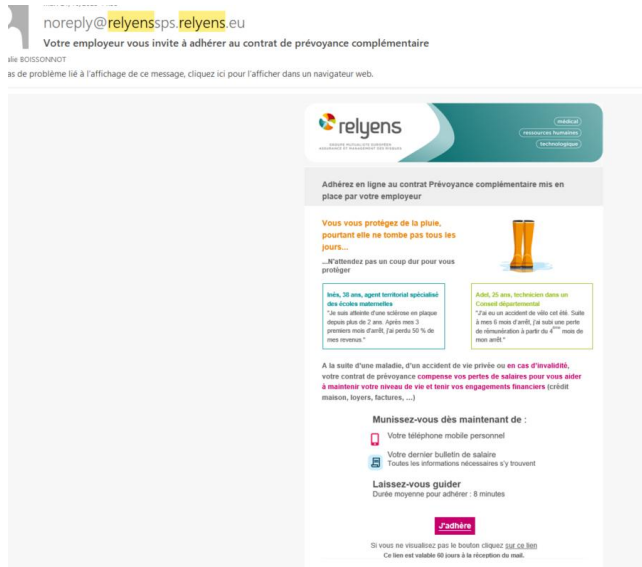 noreply@relyenssps.relyens.eu
Votre employeur vous invite à adhérer au contrat de prévoyance complémentaire
alie BOISSONNOT
as de problème lié à l'affichage de ce message, cliquez ici pour l'afficher dans un navigateur web.
relyens
GROUPE MUTUALISTE EUROPÉEN
ASSURANCE ET MANAGEMENT DES RISQUES
médical
ressources humaines
technologique
Adhérez en ligne au contrat Prévoyance complémentaire mis en
place par votre employeur
Vous vous protégez de la pluie,
pourtant elle ne tombe pas tous les
jours...
...N'attendez pas un coup dur pour vous
protéger
Inès, 38 ans, agent territorial spécialisé
des écoles maternelles
"Je suis atteinte d'une sclérose en plaque
depuis plus de 2 ans. Après mes 3
premiers mois d'arrêt, j'ai perdu 50 % de
mes revenus."
Adel, 25 ans, technicien dans un
Conseil départemental
"J'ai eu un accident de vélo cet été. Suite
à mes 6 mois d'arrêt, j'ai subi une perte
de rémunération à partir du 4ème mois de
mon arrêt."
A la suite d'une maladie, d'un accident de vie privée ou en cas d'invalidité,
votre contrat de prévoyance compense vos pertes de salaires pour vous aider
à maintenir votre niveau de vie et tenir vos engagements financiers (crédit
maison, loyers, factures, ...)
Munissez-vous dès maintenant de :
Votre téléphone mobile personnel
Votre dernier bulletin de salaire
Toutes les informations nécessaires s'y trouvent
Laissez-vous guider
Durée moyenne pour adhérer : 8 minutes
J'adhère
Si vous ne visualisez pas le bouton cliquez sur ce lien
Ce lien est valable 60 jours à la réception du mail.